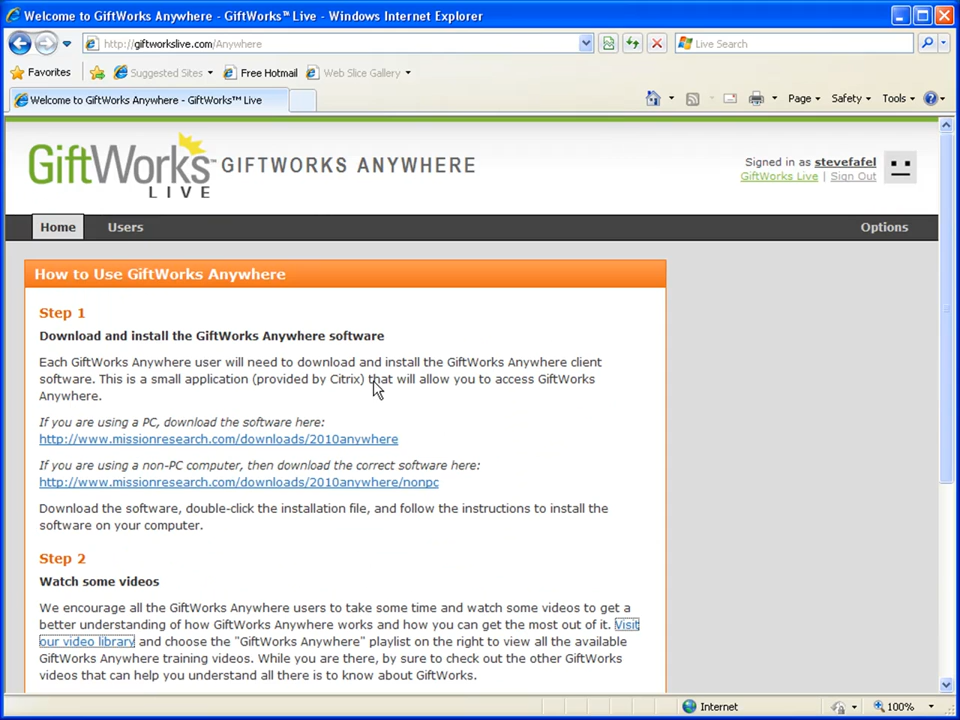 Welcome to GiftWorks Anywhere - GiftWorks™ Live - Windows Internet Explorer
http://giftworkslive.com/Anywhere
Live Search
Favorites
Suggested Sites
Free Hotmail
Web Slice Gallery
Welcome to GiftWorks Anywhere - GiftWorks™ Live
Page
Safety
Tools
GiftWorks™ LIVE
GIFTWORKS ANYWHERE
Signed in as stevefafel
GiftWorks Live | Sign Out
Home Users Options
How to Use GiftWorks Anywhere
Step 1
Download and install the GiftWorks Anywhere software
Each GiftWorks Anywhere user will need to download and install the GiftWorks Anywhere client
software. This is a small application (provided by Citrix) that will allow you to access GiftWorks
Anywhere.
If you are using a PC, download the software here:
http://www.missionresearch.com/downloads/2010anywhere
If you are using a non-PC computer, then download the correct software here:
http://www.missionresearch.com/downloads/2010anywhere/nonpc
Download the software, double-click the installation file, and follow the instructions to install the
software on your computer.
Step 2
Watch some videos
We encourage all the GiftWorks Anywhere users to take some time and watch some videos to get a
better understanding of how GiftWorks Anywhere works and how you can get the most out of it. Visit
our video library and choose the "GiftWorks Anywhere" playlist on the right to view all the available
GiftWorks Anywhere training videos. While you are there, by sure to check out the other GiftWorks
videos that can help you understand all there is to know about GiftWorks.
Internet
100%